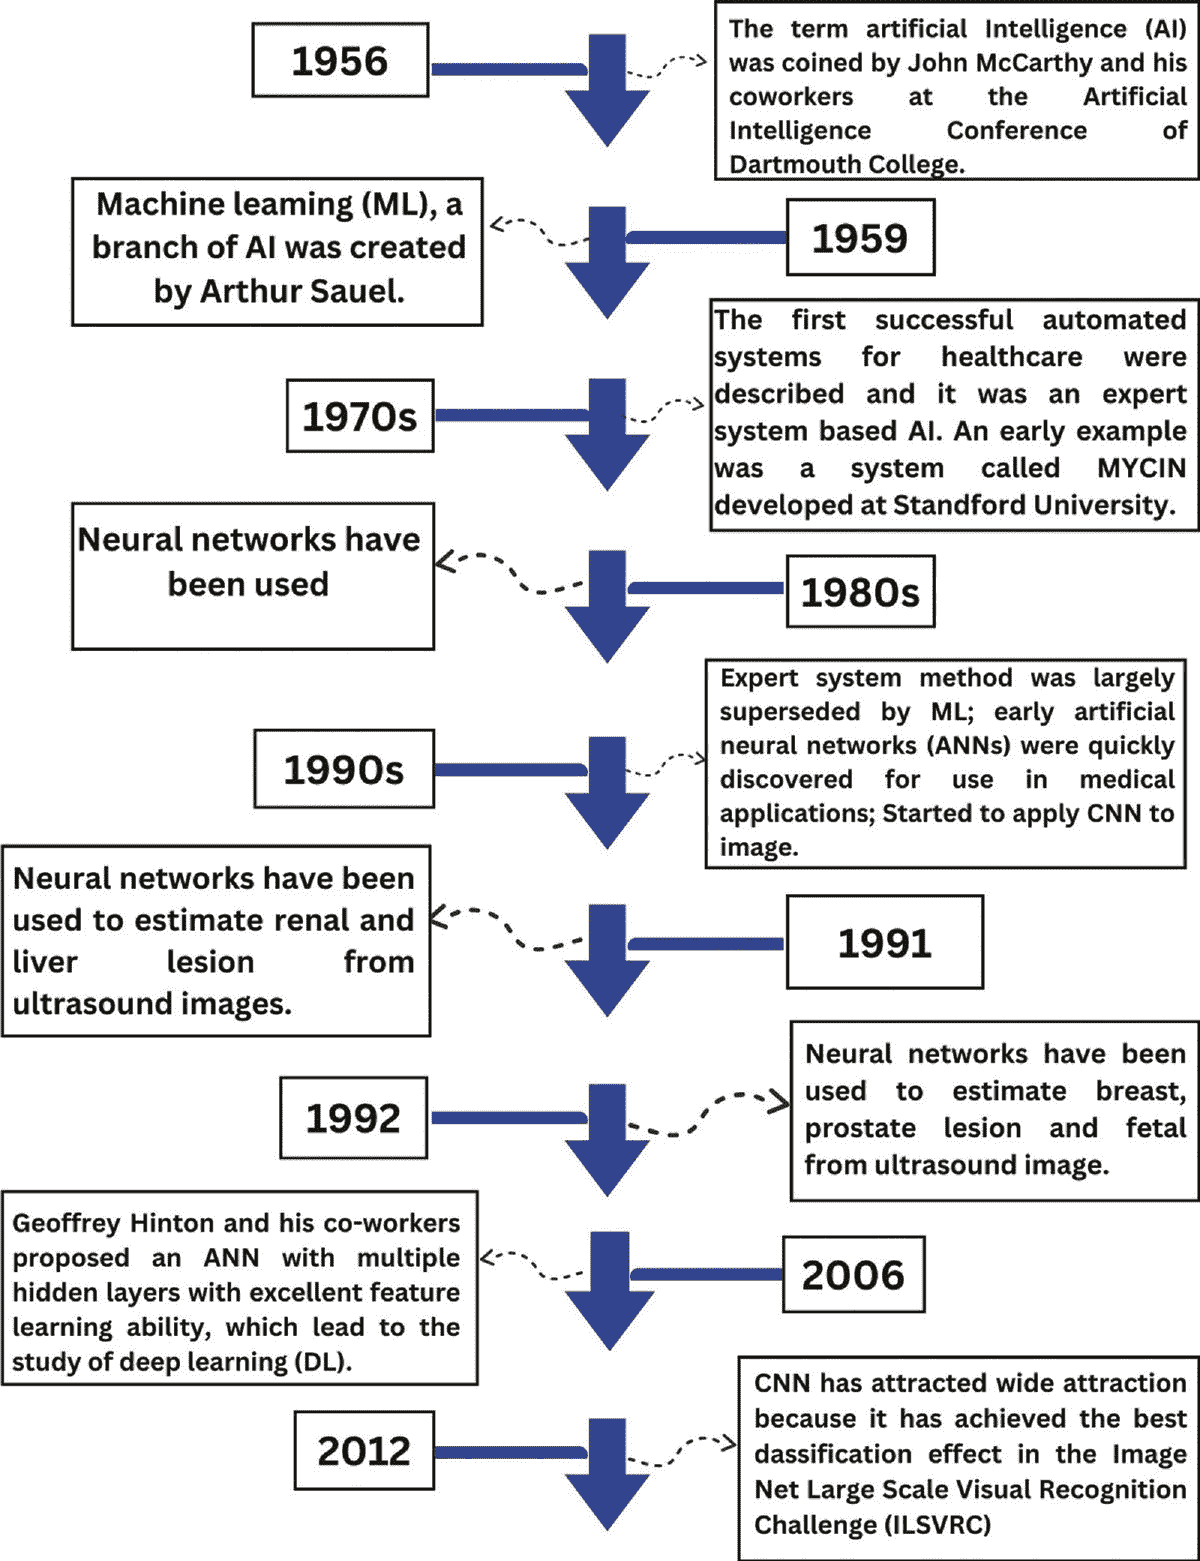 1956
The term artificial Intelligence (AI)
was coined by John McCarthy and his
coworkers at the Artificial
Intelligence Conference of
Dartmouth College.
Machine leaming (ML), a
branch of AI was created
by Arthur Sauel.
1959
1970s
The first successful automated
systems for healthcare were
described and it was an expert
system based AI. An early example
was a system called MYCIN
developed at Standford University.
Neural networks have
been used
1980s
1990s
Expert system method was largely
superseded by ML; early artificial
neural networks (ANNs) were quickly
discovered for use in medical
applications; Started to apply CNN to
image.
Neural networks have been
used to estimate renal and
liver lesion from
ultrasound images.
1991
1992
Neural networks have been
used to estimate breast,
prostate lesion and fetal
from ultrasound image.
Geoffrey Hinton and his co-workers
proposed an ANN with multiple
hidden layers with excellent feature
learning ability, which lead to the
study of deep learning (DL).
2006
2012
CNN has attracted wide attraction
because it has achieved the best
dassification effect in the Image
Net Large Scale Visual Recognition
Challenge (ILSVRC)